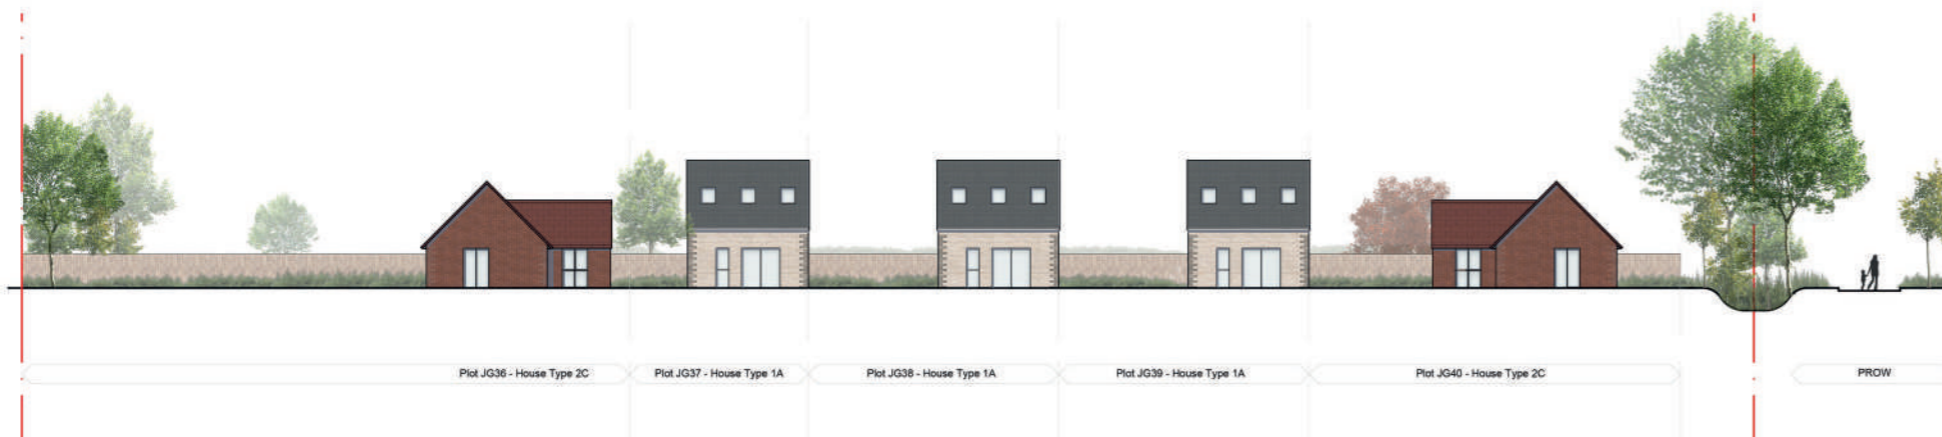 Plot JG36 - House Type 2C
Plot JG37 - House Type 1A
Plot JG38 - House Type 1A
Plot JG39 - House Type 1A
Plot JG40 - House Type 2C
PROW